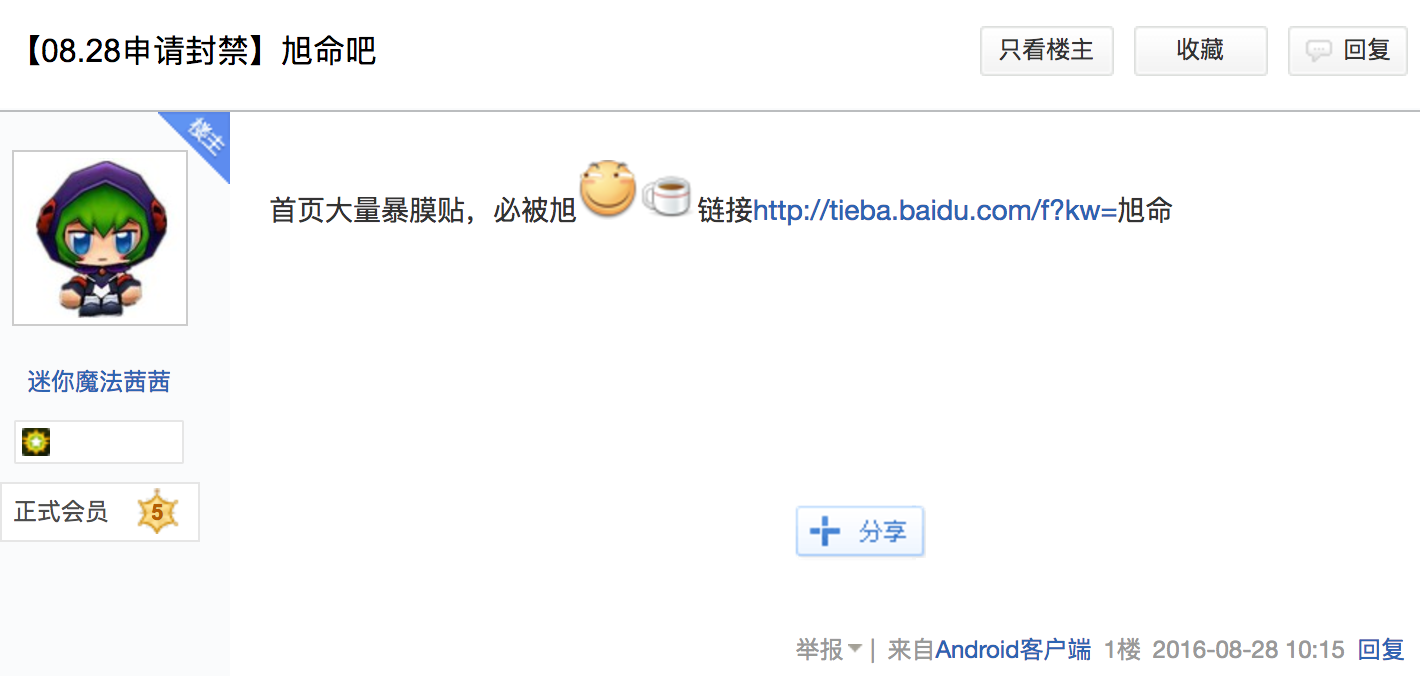 【08.28申请封禁】旭命吧
只看楼主
收藏
回复
楼主
首页大量暴膜贴，必被旭链接http://tieba.baidu.com/f?kw=旭命
迷你魔法茜茜
正式会员 5
分享
举报 | 来自Android客户端 1楼 2016-08-28 10:15 回复